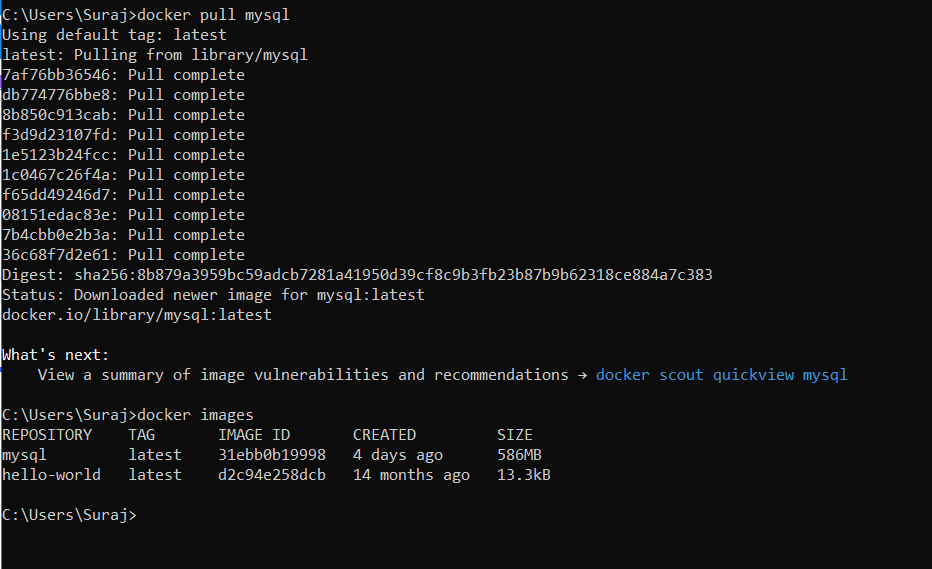 C:\Users\Suraj>docker pull mysql
Using default tag: latest
latest: Pulling from library/mysql
7af76bb36546: Pull complete
db774776bbe8: Pull complete
8b850c913cab: Pull complete
f3d9d23107fd: Pull complete
1e5123b24fcc: Pull complete
1c0467c26f4a: Pull complete
f65dd49246d7: Pull complete
08151edac83e: Pull complete
7b4cbb0e2b3a: Pull complete
36c68f7d2e61: Pull complete
Digest: sha256:8b879a3959bc59adcb7281a41950d39cf8c9b3fb23b87b9b62318ce884a7c383
Status: Downloaded newer image for mysql:latest
docker.io/library/mysql:latest
What's next:
View a summary of image vulnerabilities and recommendations → docker scout quickview mysql
C:\Users\Suraj>docker images
REPOSITORY TAG IMAGE ID CREATED SIZE
mysql latest 31ebb0b19998 4 days ago 586MB
hello-world latest d2c94e258dcb 14 months ago 13.3kB
C:\Users\Suraj>